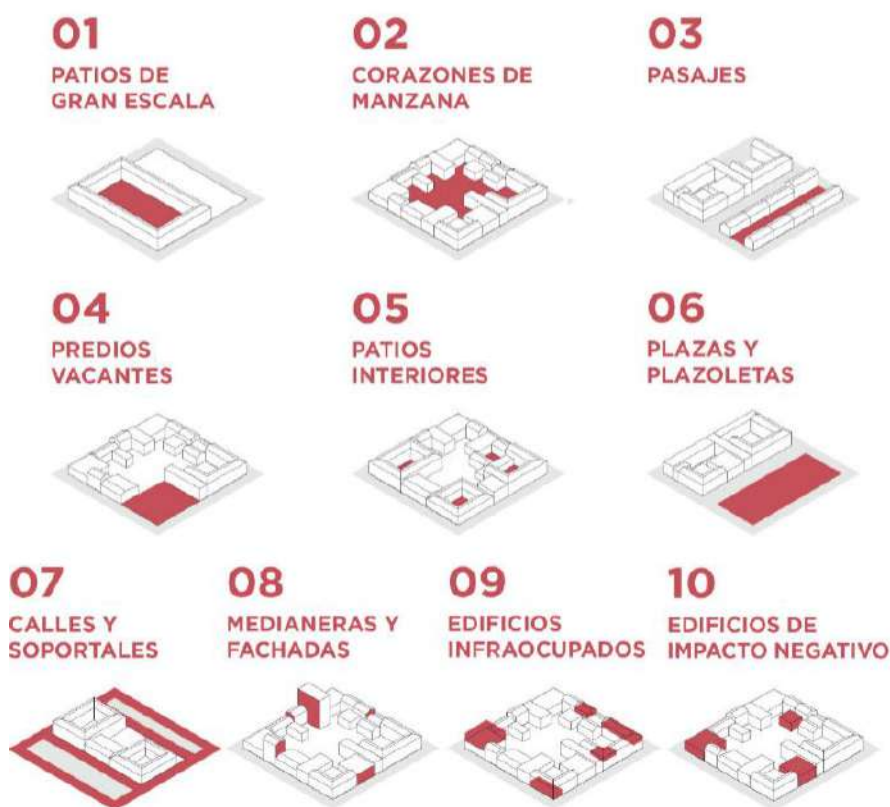 01
PATIOS DE
GRAN ESCALA
02
CORAZONES DE
MANZANA
03
PASAJES
04
PREDIOS
VACANTES
05
PATIOS
INTERIORES
06
PLAZAS Y
PLAZOLETAS
07
CALLES Y
SOPORTALES
08
MEDIANERAS Y
FACHADAS
09
EDIFICIOS
INFRAOCUPADOS
10
EDIFICIOS DE
IMPACTO NEGATIVO